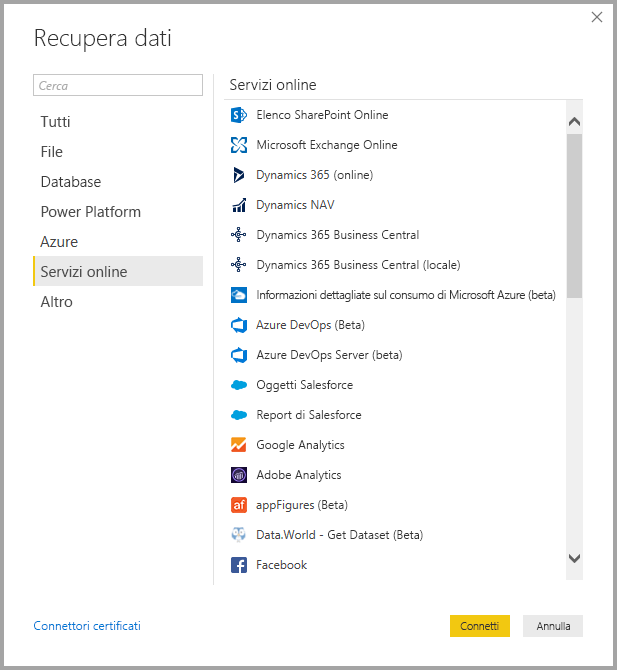 Recupera dati
Cerca
Tutti
File
Database
Power Platform
Azure
Servizi online
Altro
Servizi online
Elenco SharePoint Online
Microsoft Exchange Online
Dynamics 365 (online)
Dynamics NAV
Dynamics 365 Business Central
Dynamics 365 Business Central (locale)
Informazioni dettagliate sul consumo di Microsoft Azure (beta)
Azure DevOps (Beta)
Azure DevOps Server (beta)
Oggetti Salesforce
Report di Salesforce
Google Analytics
Adobe Analytics
af appFigures (Beta)
Data.World - Get Dataset (Beta)
Facebook
Connettori certificati
Connetti
Annulla